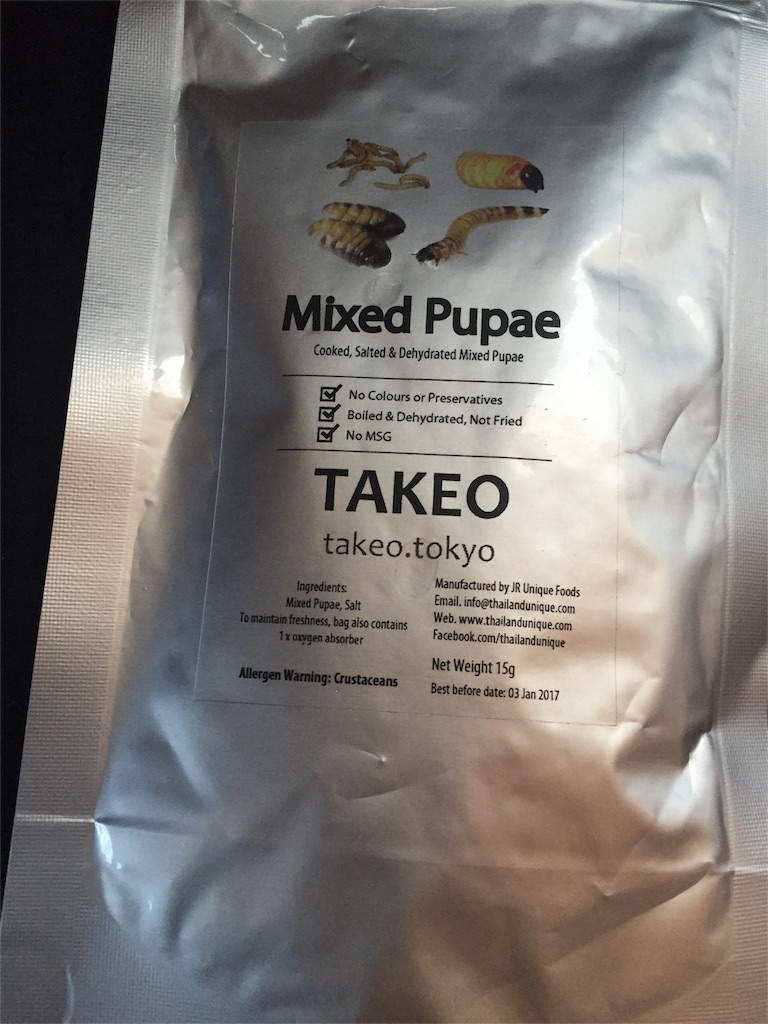 Mixed Pupae
Cooked, Salted & Dehydrated Mixed Pupae
No Colours or Preservatives
Boiled & Dehydrated, Not Fried
No MSG
TAKEO
takeo.tokyo
Ingredients:
Mixed Pupae, Salt
To maintain freshness, bag also contains
1 x oxygen absorber
Allergen Warning: Crustaceans
Manufactured by JR Unique Foods
Email. info@thailandunique.com
Web. www.thailandunique.com
Facebook.com/thailandunique
Net Weight 15g
Best before date: 03 Jan 2017